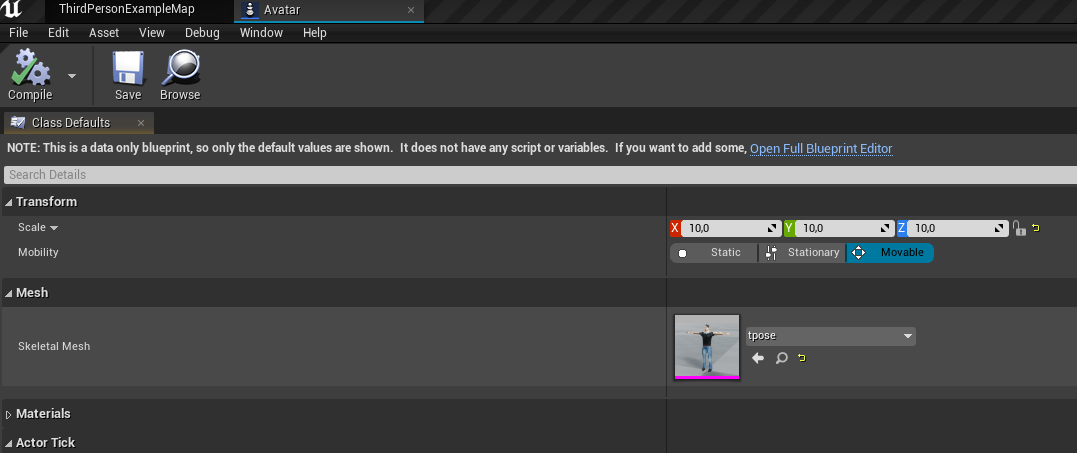 ThirdPersonExampleMap
Avatar
File Edit Asset View Debug Window Help
Compile Save Browse
Class Defaults
NOTE: This is a data only blueprint, so only the default values are shown. It does not have any script or variables. If you want to add some, Open Full Blueprint Editor
Search Details
Transform
Scale X 10,0 Y 10,0 Z 10,0
Mobility Static Stationary Movable
Mesh
Skeletal Mesh tpose
Materials
Actor Tick